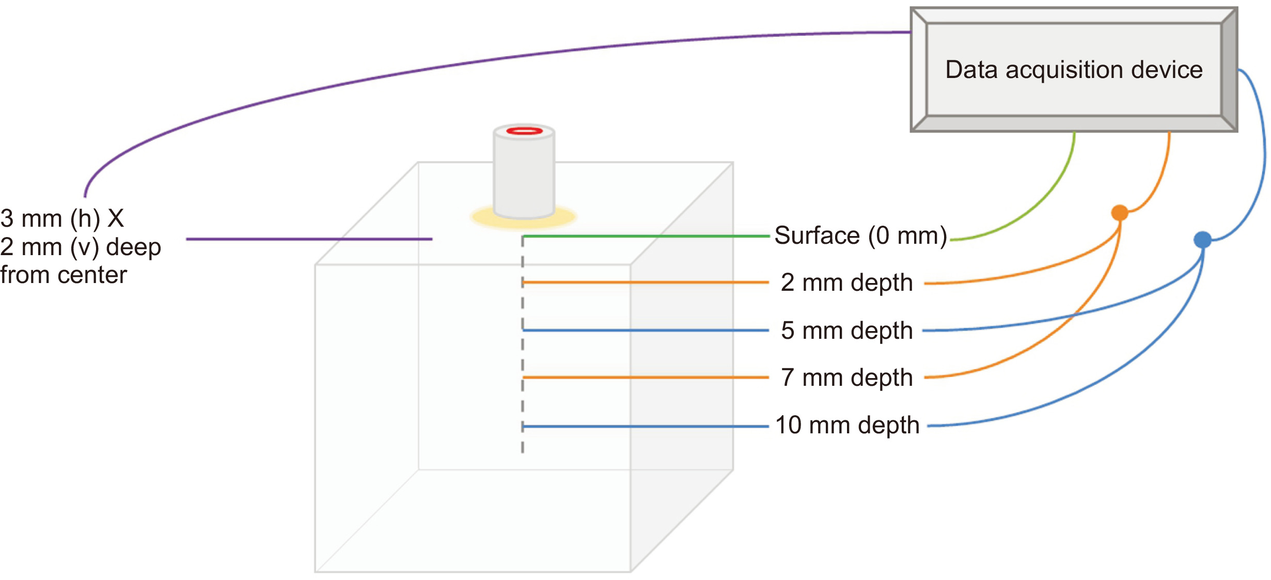 Data acquisition device
3 mm (h) X
2 mm (v) deep
from center
Surface (0 mm)
2 mm depth
5 mm depth
7 mm depth
10 mm depth